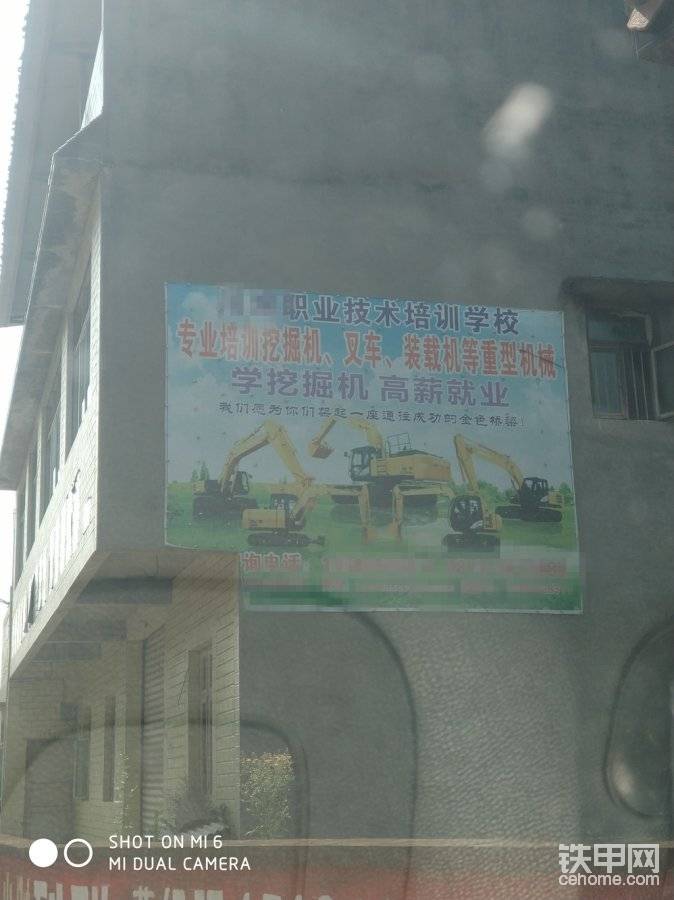 职业技术培训学校
专业培训挖掘机、叉车、装载机等重型机械
学挖掘机 高薪就业
我们愿为你们架起一座通往成功的金色桥梁!
询电话
SHOT ON MI 6
MI DUAL CAMERA
铁甲网
cehome.com